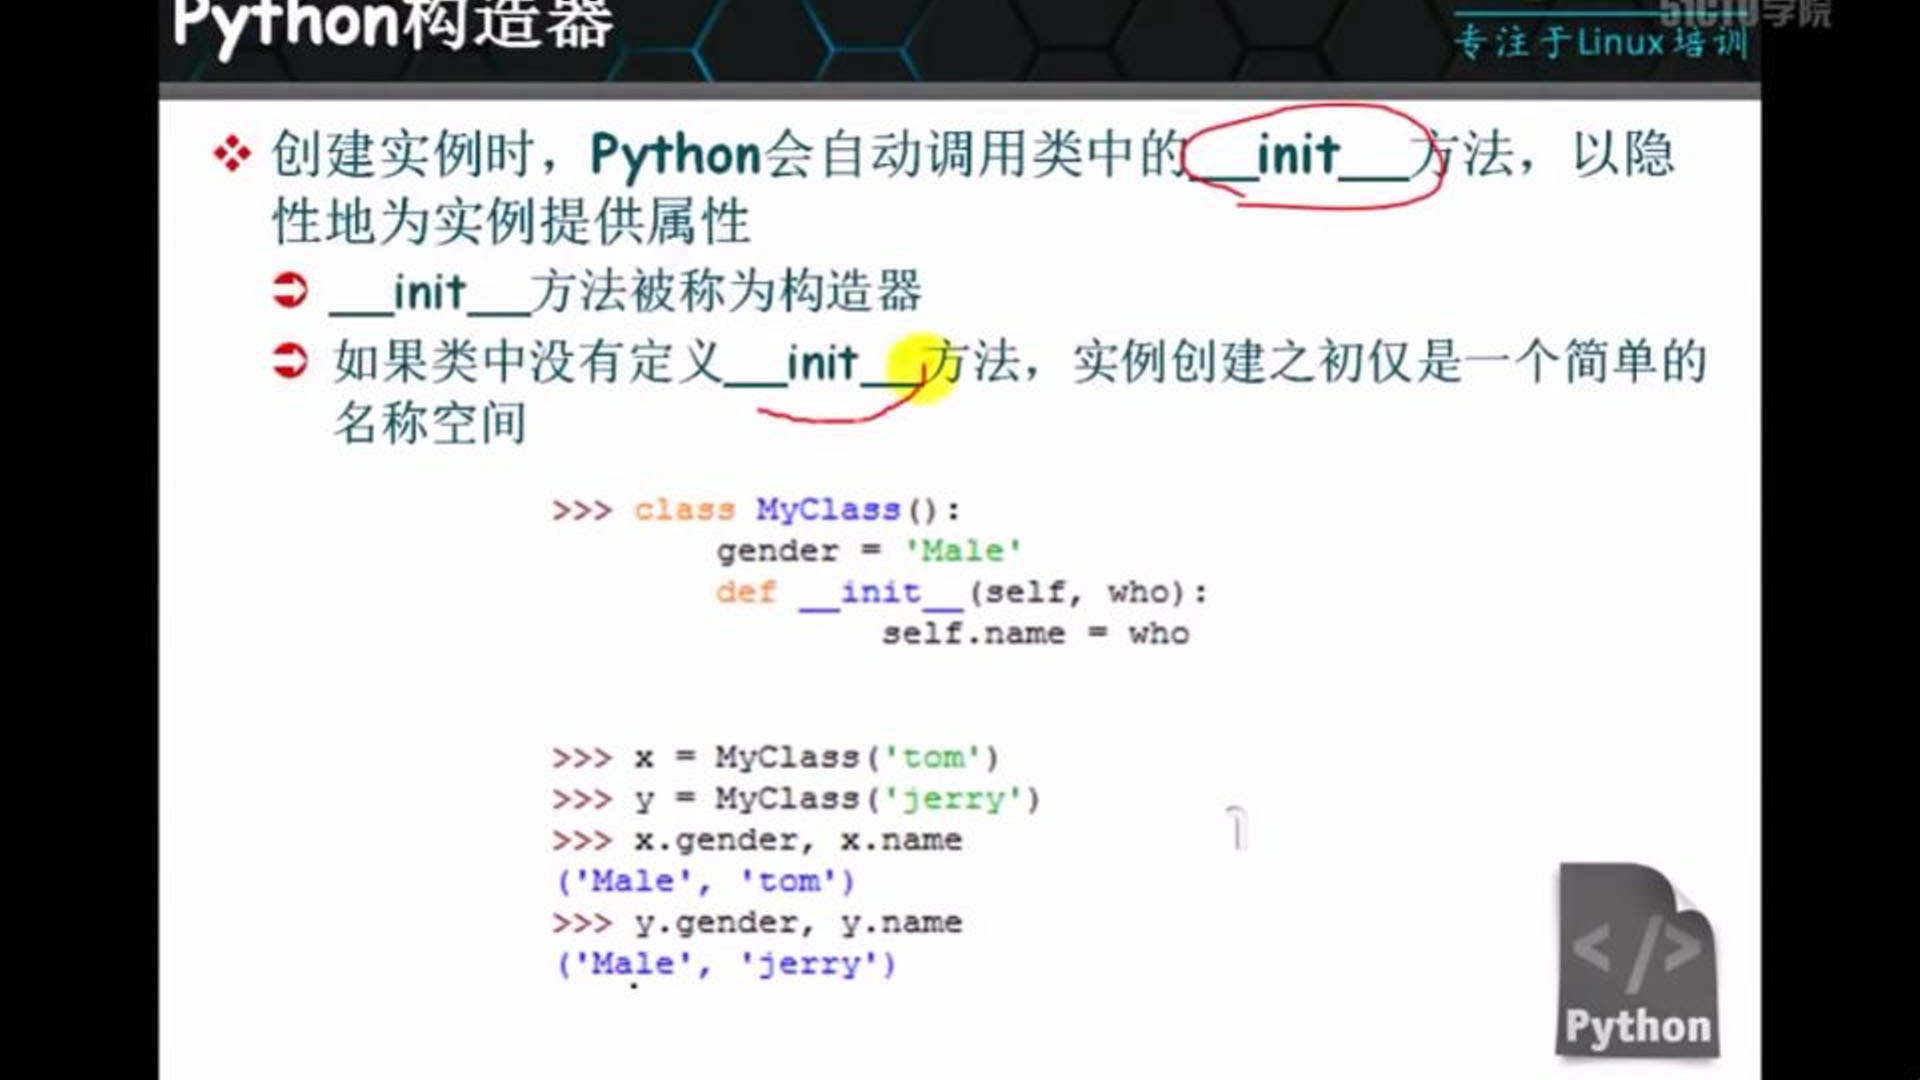 Python构造器
51CTO学院
专注于Linux培训
创建实例时，Python会自动调用类中的__init__方法，以隐
性地为实例提供属性
__init__方法被称为构造器
如果类中没有定义__init__方法，实例创建之初仅是一个简单的
名称空间
>>> class MyClass():
gender = 'Male'
def __init__(self, who):
self.name = who
>>> x = MyClass('tom')
>>> y = MyClass('jerry')
>>> x.gender, x.name
('Male', 'tom')
>>> y.gender, y.name
('Male', 'jerry')
</>
Python